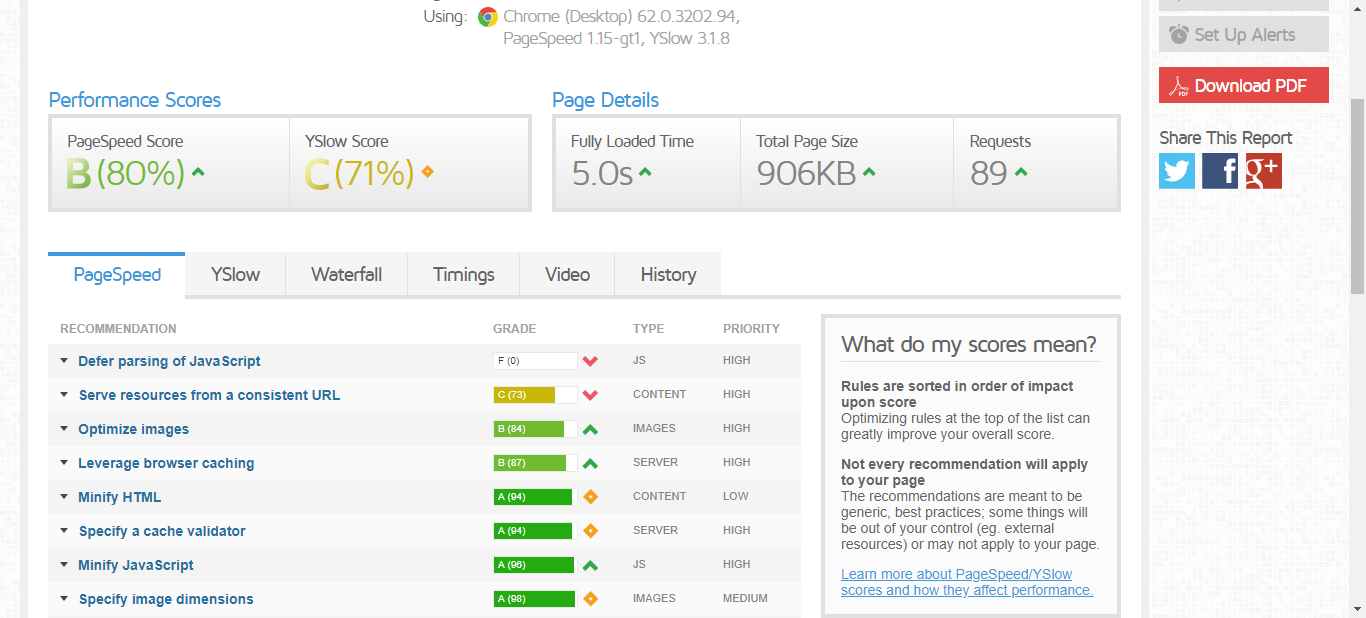 Using: Chrome (Desktop) 62.0.3202.94,
PageSpeed 1.15-gt1, YSlow 3.1.8
Set Up Alerts
Download PDF
Share This Report
Performance Scores
PageSpeed Score
B (80%)
YSlow Score
C (71%)
Page Details
Fully Loaded Time
5.0s
Total Page Size
906KB
Requests
89
PageSpeed YSlow Waterfall Timings Video History
RECOMMENDATION GRADE TYPE PRIORITY
Defer parsing of JavaScript F (0) JS HIGH
Serve resources from a consistent URL C (73) CONTENT HIGH
Optimize images B (84) IMAGES HIGH
Leverage browser caching B (87) SERVER HIGH
Minify HTML A (94) CONTENT LOW
Specify a cache validator A (94) SERVER HIGH
Minify JavaScript A (96) JS HIGH
Specify image dimensions A (98) IMAGES MEDIUM
What do my scores mean?
Rules are sorted in order of impact
upon score
Optimizing rules at the top of the list can
greatly improve your overall score.
Not every recommendation will apply
to your page
The recommendations are meant to be
generic, best practices; some things will
be out of your control (eg. external
resources) or may not apply to your page.
Learn more about PageSpeed/YSlow
scores and how they affect performance.